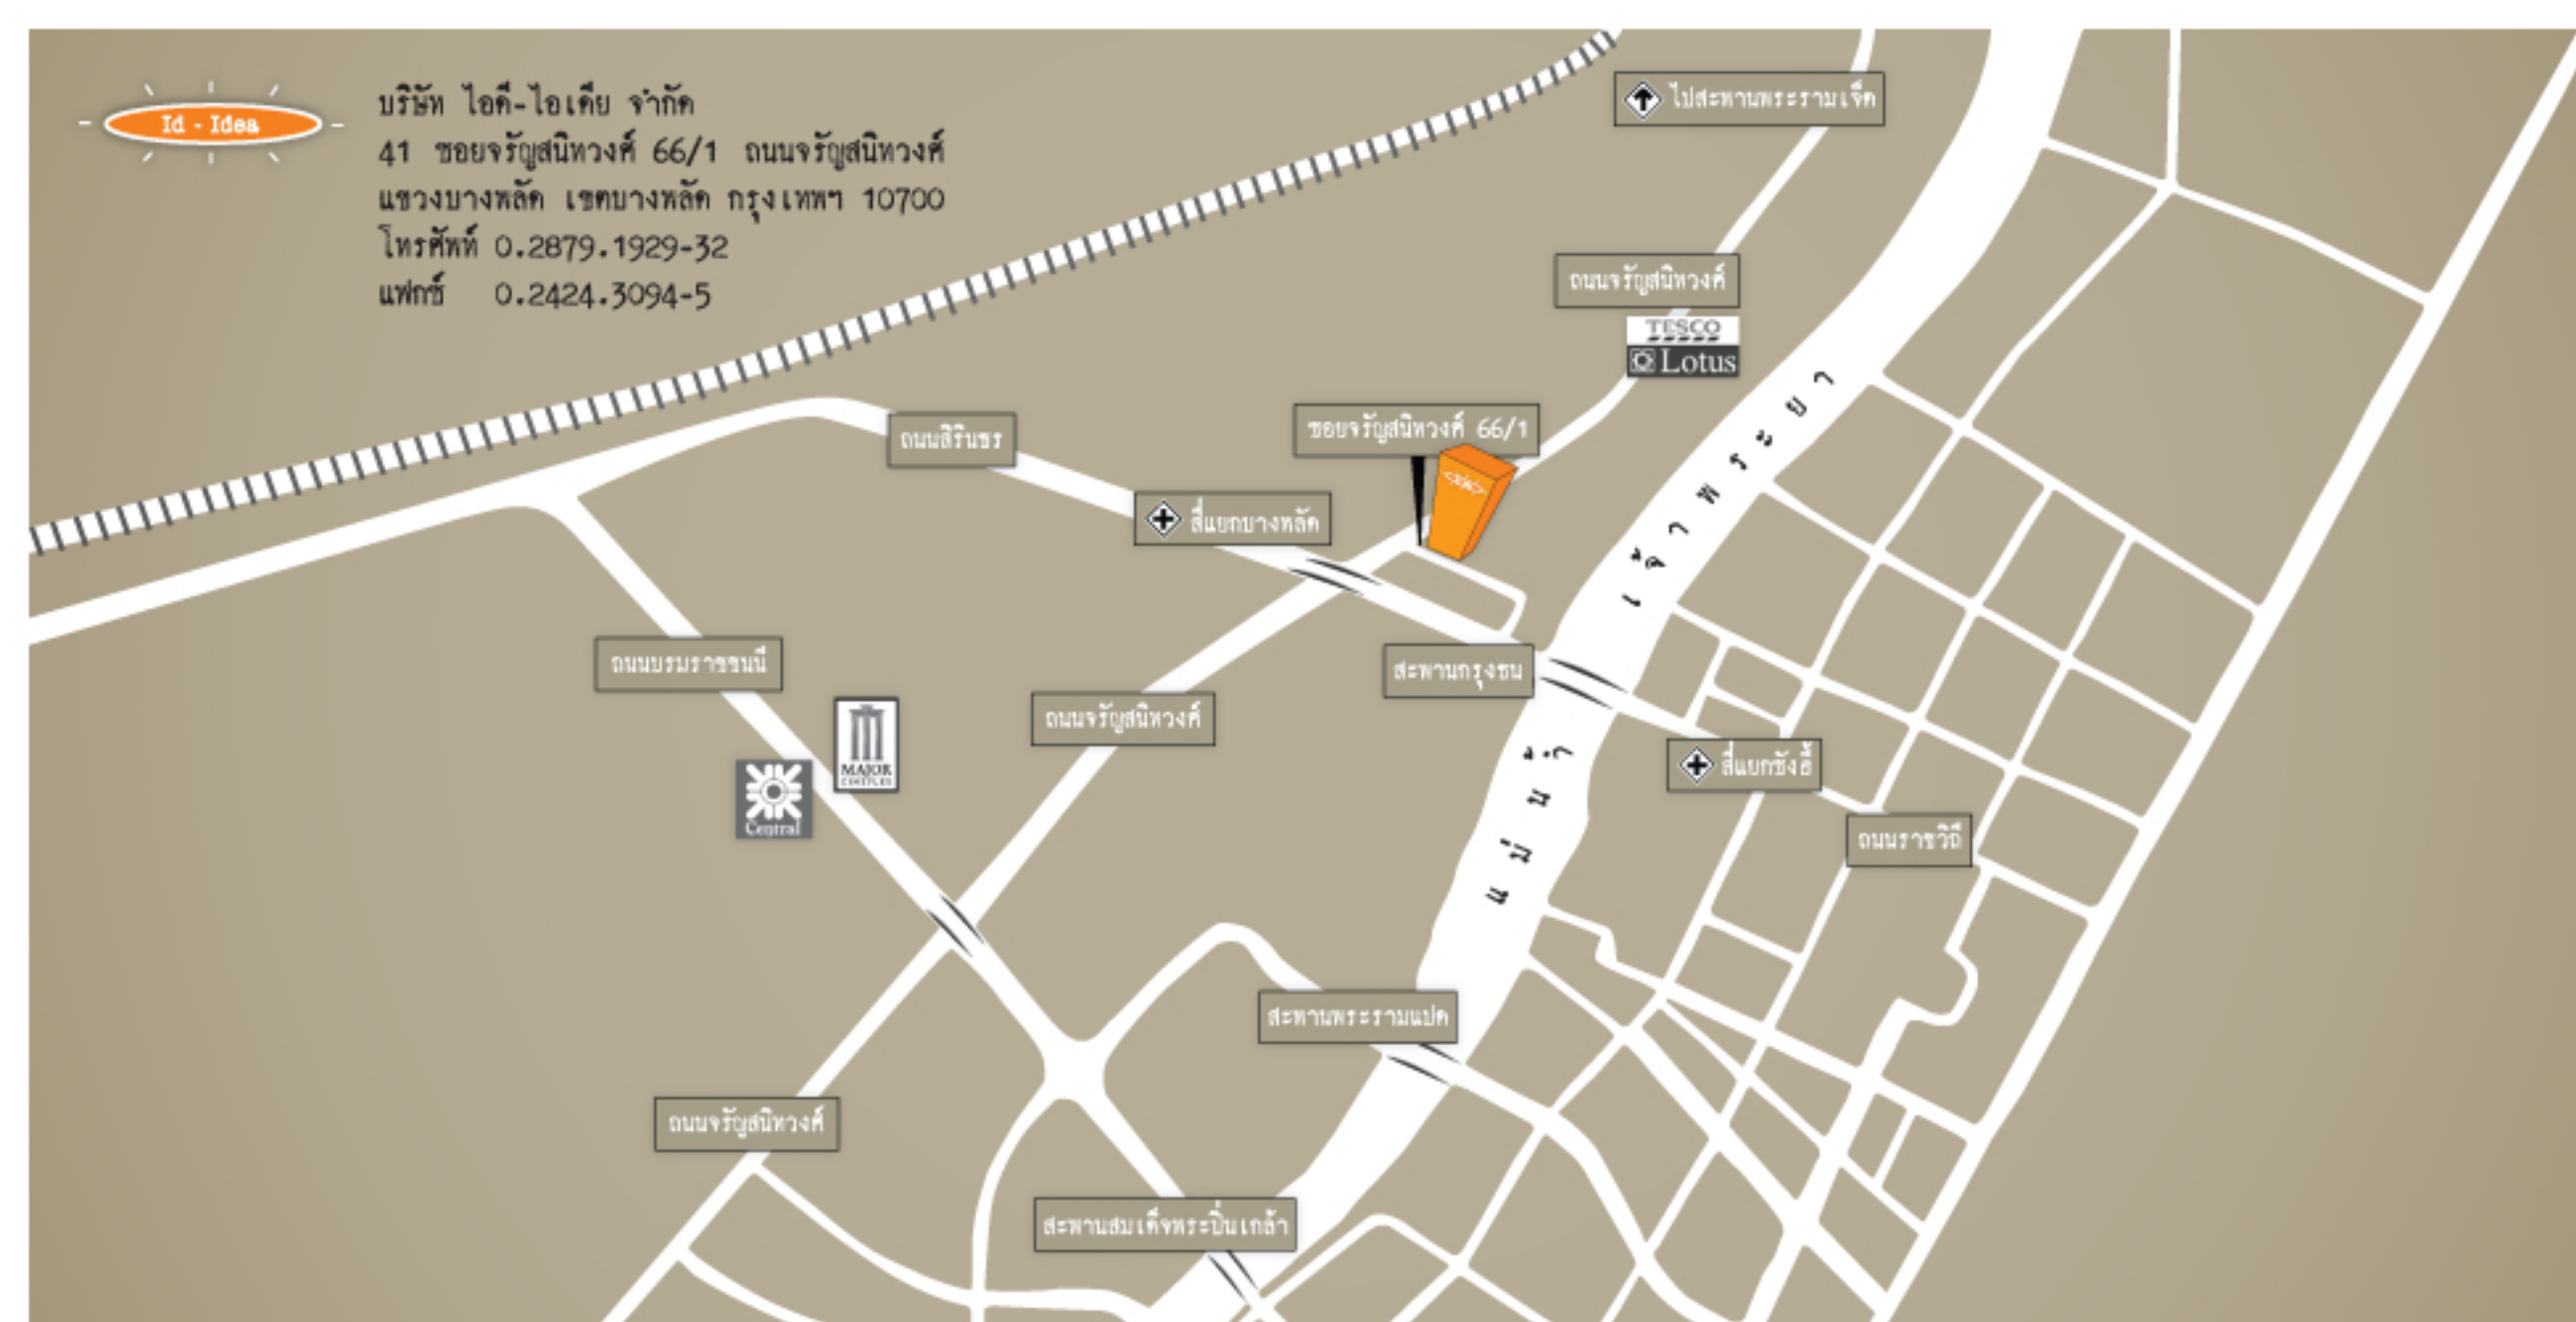 Id - Idea
บริษัท ไอดี-ไอเดีย จำกัด
41 ซอยจรัญสนิทวงศ์ 66/1 ถนนจรัญสนิทวงศ์
แขวงบางพลัด เขตบางพลัด กรุงเทพฯ 10700
โทรศัพท์ 0.2879.1929-32
แฟกซ์ 0.2424.3094-5
ไปสะพานพระรามเจ็ด
ถนนจรัญสนิทวงศ์
TESCO
Lotus
ซอยจรัญสนิทวงศ์ 66/1
ถนนสิรินธร
สี่แยกบางพลัด
ถนนบรมราชชนนี
สะพานกรุงธน
แม่น้ำเจ้าพระยา
ถนนจรัญสนิทวงศ์
MAJOR
CINEPLEX
Central
สี่แยกซังฮี้
ถนนราชวิถี
สะพานพระรามแปด
ถนนจรัญสนิทวงศ์
สะพานสมเด็จพระปิ่นเกล้า